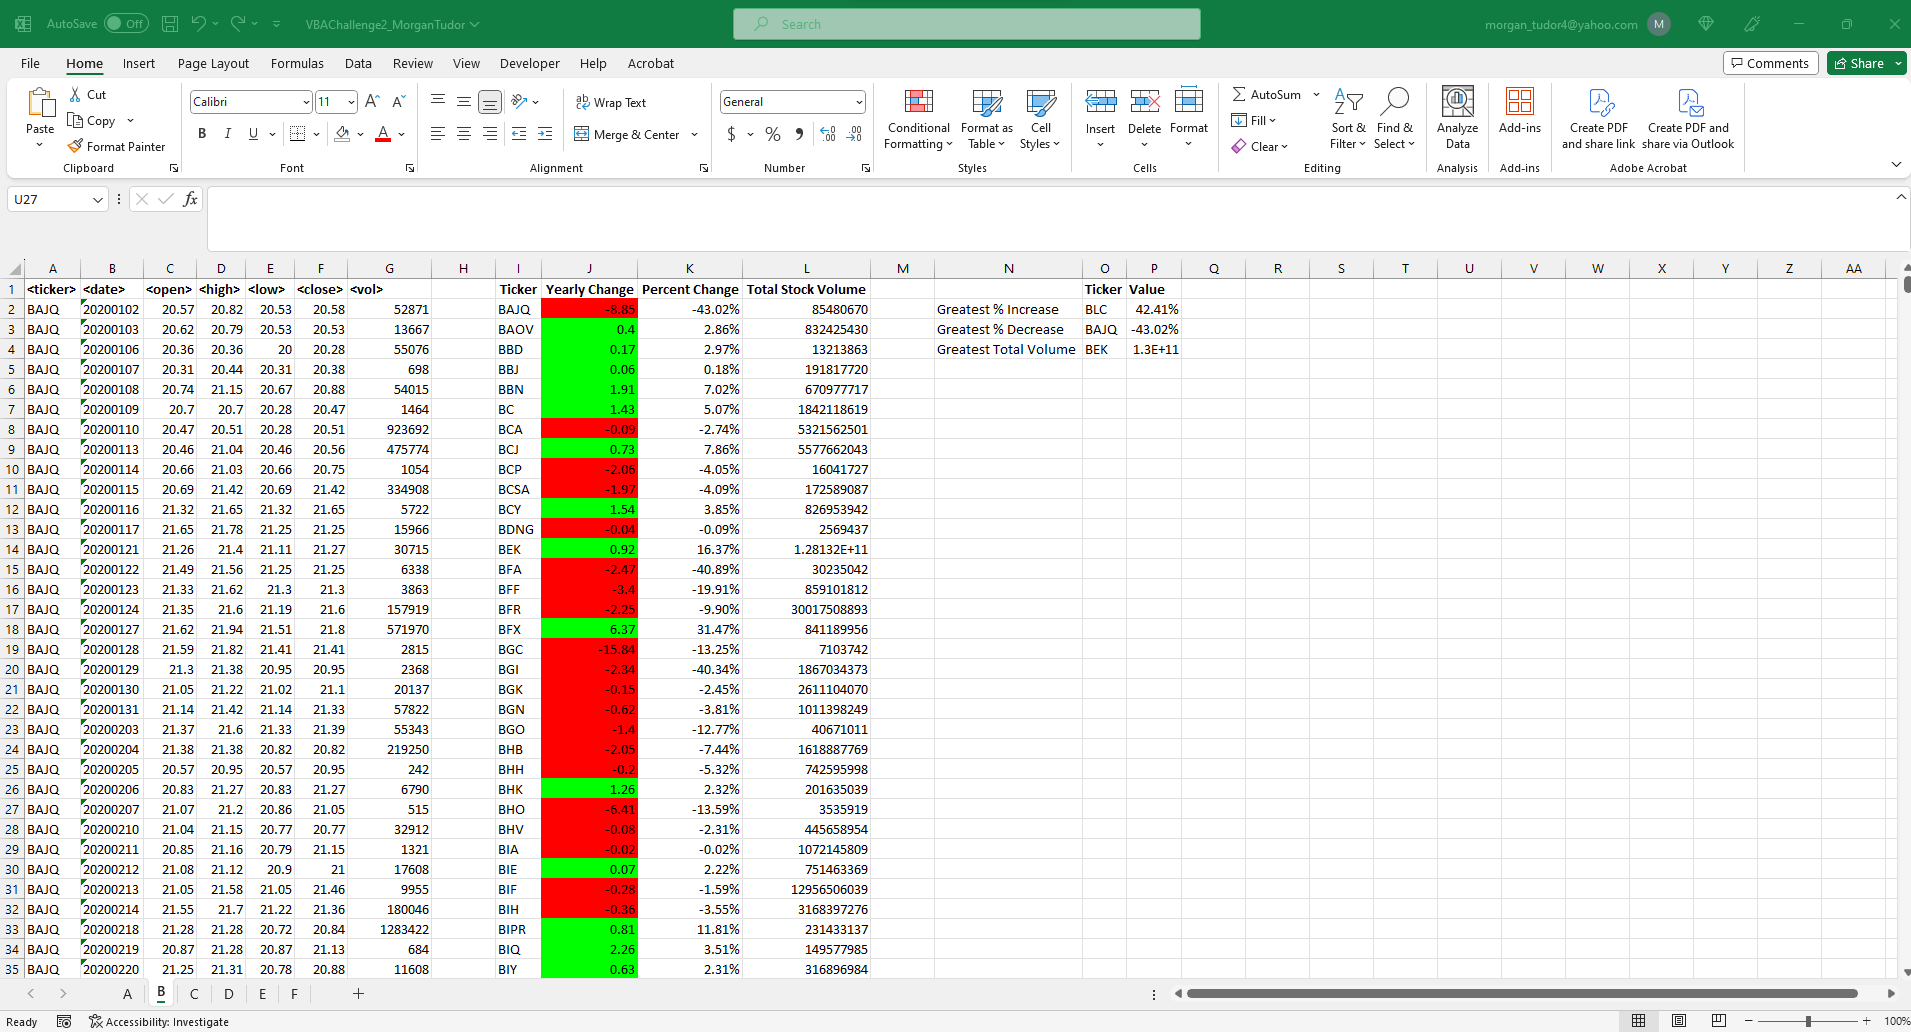 AutoSave Off VBAChallenge2_MorganTudor Search morgan_tudor4@yahoo.com M
File Home Insert Page Layout Formulas Data Review View Developer Help Acrobat Comments Share
Paste Cut Copy Format Painter Clipboard
Calibri 11 B I U A Font
Wrap Text Merge & Center Alignment
General $ % Number
Conditional Formatting Format as Table Cell Styles Styles
Insert Delete Format Cells
AutoSum Fill Clear Sort & Filter Find & Select Editing
Analyze Data Analysis
Add-ins Add-ins
Create PDF and share link Create PDF and share via Outlook Adobe Acrobat
U27 fx
A B C D E F G H I J K L M N O P Q R S T U V W X Y Z AA
1 <ticker> <date> <open> <high> <low> <close> <vol> Ticker Yearly Change Percent Change Total Stock Volume Ticker Value
2 BAJQ 20200102 20.57 20.82 20.53 20.58 52871 BAJQ -8.85 -43.02% 85480670 Greatest % Increase BLC 42.41%
3 BAJQ 20200103 20.62 20.79 20.53 20.53 13667 BAOV 0.4 2.86% 832425430 Greatest % Decrease BAJQ -43.02%
4 BAJQ 20200106 20.36 20.36 20 20.28 55076 BBD 0.17 2.97% 13213863 Greatest Total Volume BEK 1.3E+11
5 BAJQ 20200107 20.31 20.44 20.31 20.38 698 BBJ 0.06 0.18% 191817720
6 BAJQ 20200108 20.74 21.15 20.67 20.88 54015 BBN 1.91 7.02% 670977717
7 BAJQ 20200109 20.7 20.7 20.28 20.47 1464 BC 1.43 5.07% 1842118619
8 BAJQ 20200110 20.47 20.51 20.28 20.51 923692 BCA -0.09 -2.74% 5321562501
9 BAJQ 20200113 20.46 21.04 20.46 20.56 475774 BCJ 0.73 7.86% 5577662043
10 BAJQ 20200114 20.66 21.03 20.66 20.75 1054 BCP -2.06 -4.05% 16041727
11 BAJQ 20200115 20.69 21.42 20.69 21.42 334908 BCSA -1.97 -4.09% 172589087
12 BAJQ 20200116 21.32 21.65 21.32 21.65 5722 BCY 1.54 3.85% 826953942
13 BAJQ 20200117 21.65 21.78 21.25 21.25 15966 BDNG -0.04 -0.09% 2569437
14 BAJQ 20200121 21.26 21.4 21.11 21.27 30715 BEK 0.92 16.37% 1.28132E+11
15 BAJQ 20200122 21.49 21.56 21.25 21.25 6338 BFA -2.47 -40.89% 30235042
16 BAJQ 20200123 21.33 21.62 21.3 21.3 3863 BFF -3.4 -19.91% 859101812
17 BAJQ 20200124 21.35 21.6 21.19 21.6 157919 BFR -2.25 -9.90% 30017508893
18 BAJQ 20200127 21.62 21.94 21.51 21.8 571970 BFX 6.37 31.47% 841189956
19 BAJQ 20200128 21.59 21.82 21.41 21.41 2815 BGC -15.84 -13.25% 7103742
20 BAJQ 20200129 21.3 21.38 20.95 20.95 2368 BGI -2.34 -40.34% 1867034373
21 BAJQ 20200130 21.05 21.22 21.02 21.1 20137 BGK -0.15 -2.45% 2611104070
22 BAJQ 20200131 21.14 21.42 21.14 21.33 57822 BGN -0.62 -3.81% 1011398249
23 BAJQ 20200203 21.37 21.6 21.33 21.39 55343 BGO -1.4 -12.77% 40671011
24 BAJQ 20200204 21.38 21.38 20.82 20.82 219250 BHB -2.05 -7.44% 1618887769
25 BAJQ 20200205 20.57 20.95 20.57 20.95 242 BHH -0.2 -5.32% 742595998
26 BAJQ 20200206 20.83 21.27 20.83 21.27 6790 BHK 1.26 2.32% 201635039
27 BAJQ 20200207 21.07 21.2 20.86 21.05 515 BHO -6.41 -13.59% 3535919
28 BAJQ 20200210 21.04 21.15 20.77 20.77 32912 BHV -0.08 -2.31% 445658954
29 BAJQ 20200211 20.85 21.16 20.79 21.15 1321 BIA -0.02 -0.02% 1072145809
30 BAJQ 20200212 21.08 21.12 20.9 21 17608 BIE 0.07 2.22% 751463369
31 BAJQ 20200213 21.05 21.58 21.05 21.46 9955 BIF -0.28 -1.59% 12956506039
32 BAJQ 20200214 21.55 21.7 21.22 21.36 180046 BIH -0.36 -3.55% 3168397276
33 BAJQ 20200218 21.28 21.28 20.72 20.84 1283422 BIPR 0.81 11.81% 231433137
34 BAJQ 20200219 20.87 21.28 20.87 21.13 684 BIQ 2.26 3.51% 149577985
35 BAJQ 20200220 21.25 21.31 20.78 20.88 11608 BIY 0.63 2.31% 316896984
A B C D E F
Ready Accessibility: Investigate 100%